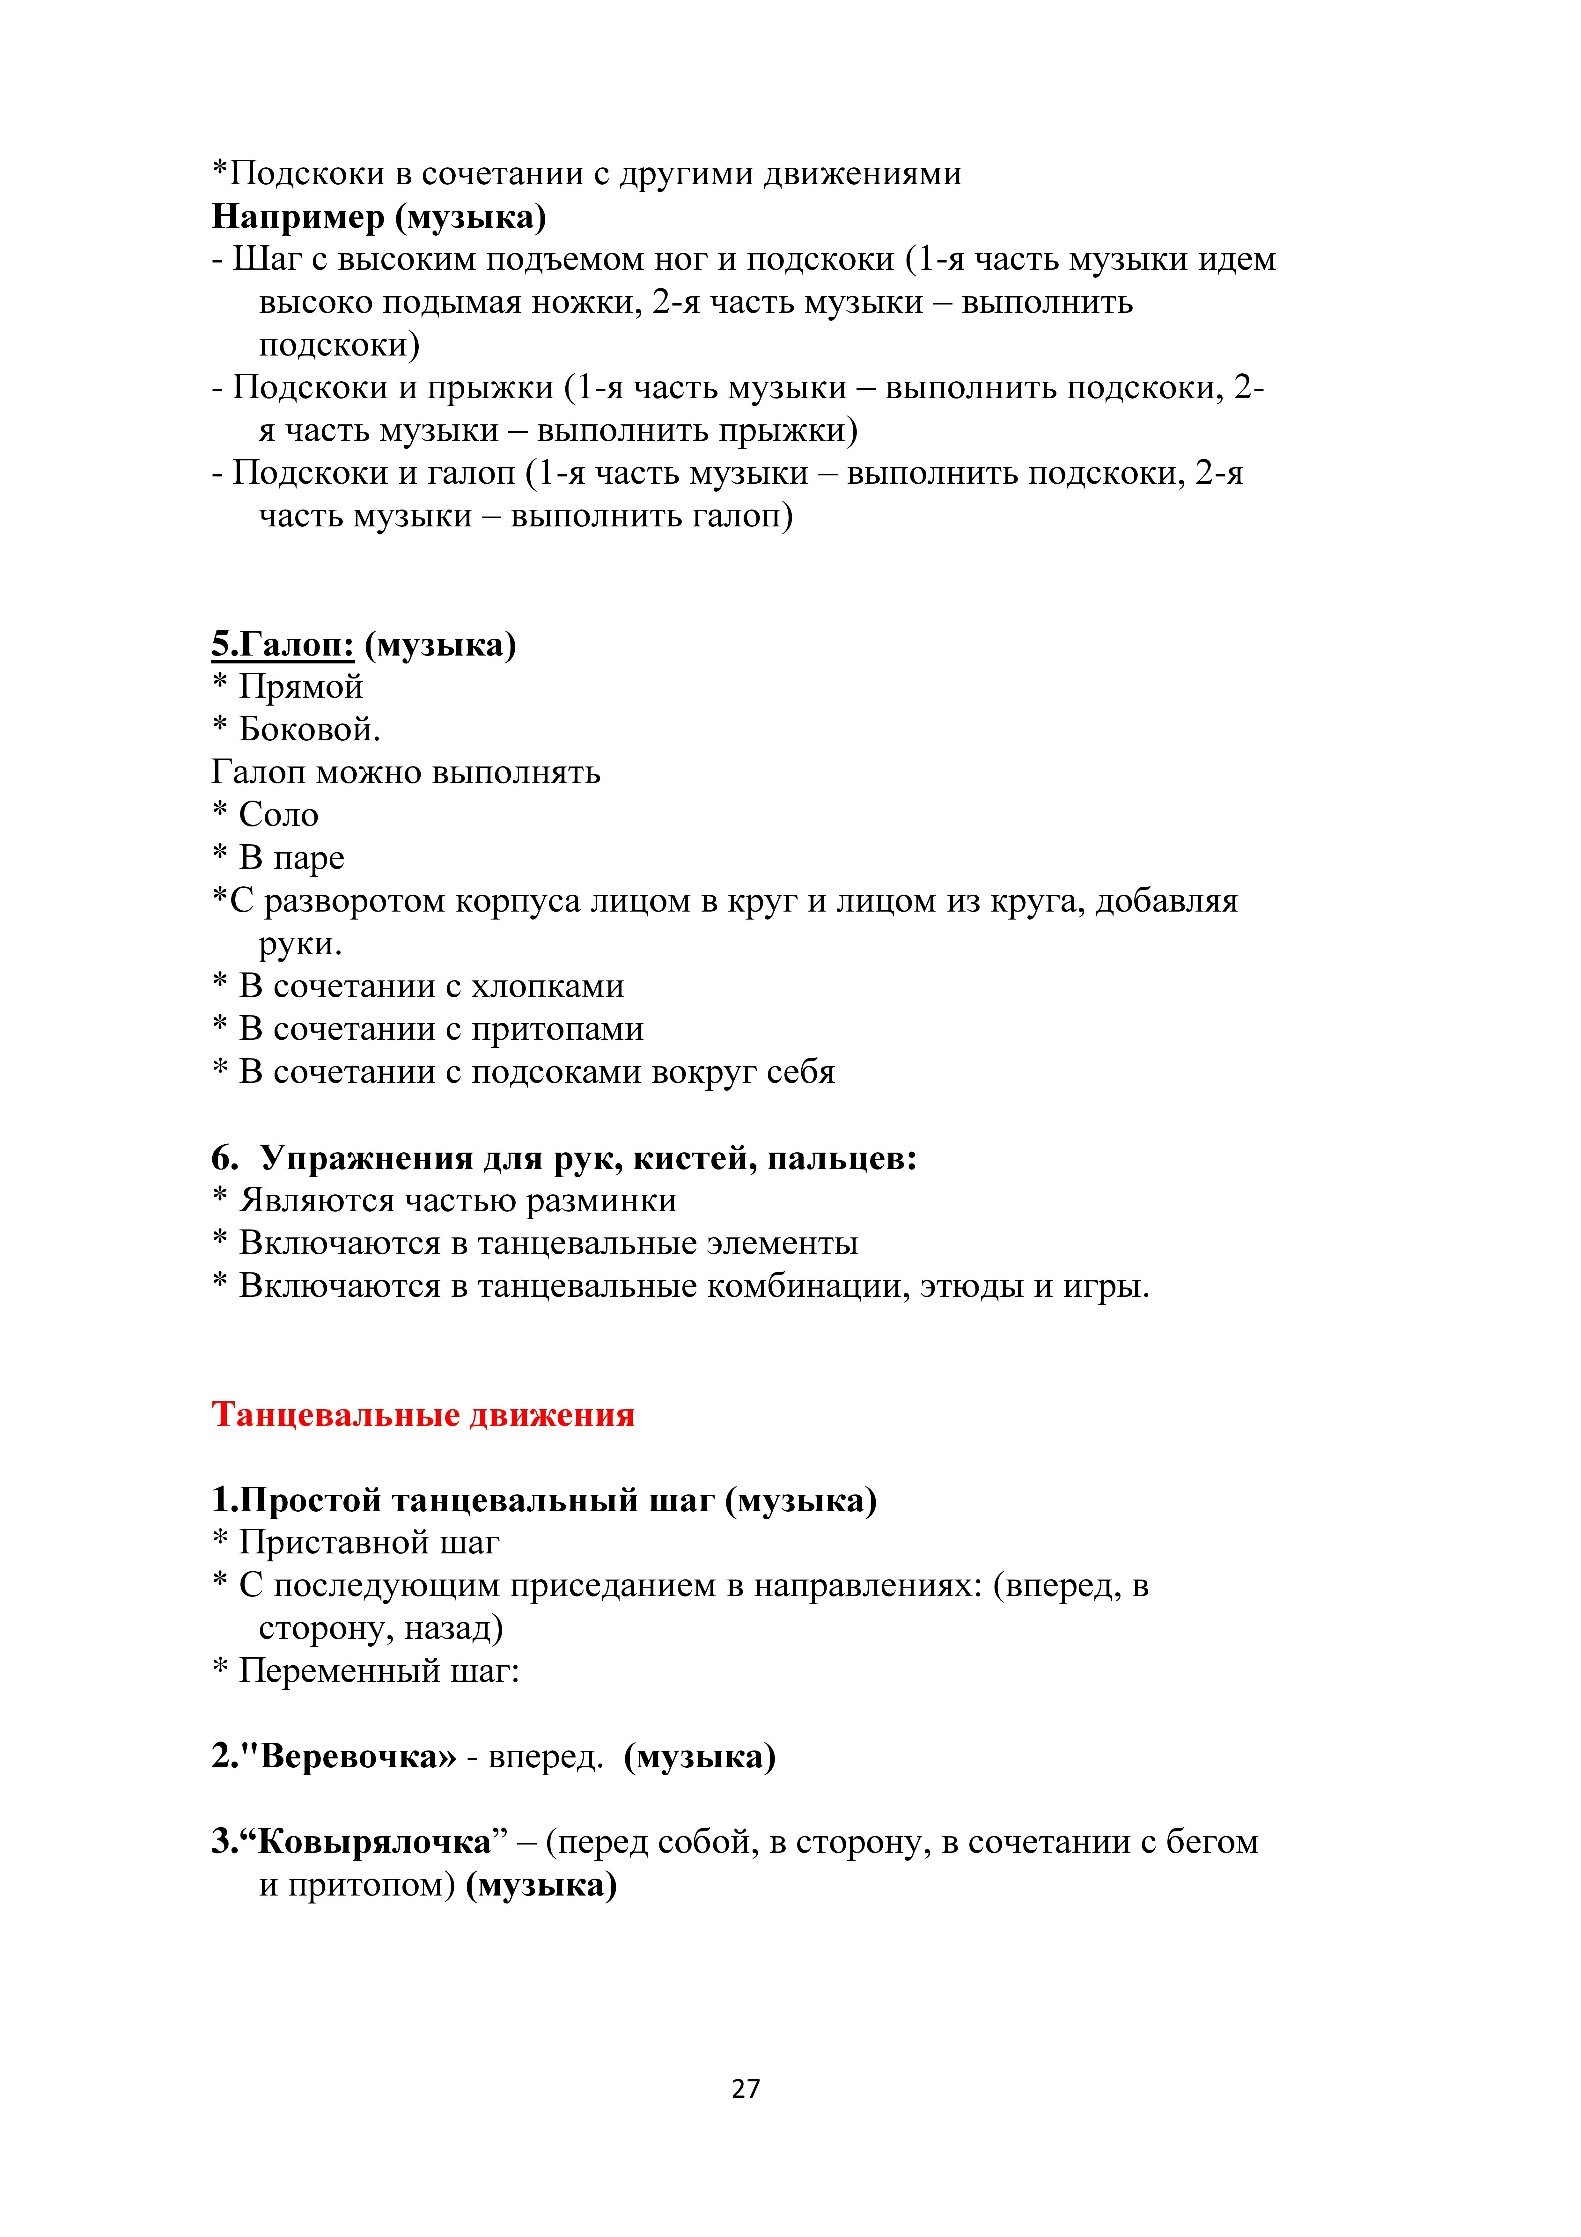 *Подскоки в сочетании с другими движениями
Например (музыка)
- Шаг с высоким подъемом ног и подскоки (1-я часть музыки идем
высоко подымая ножки, 2-я часть музыки – выполнить
подскоки)
- Подскоки и прыжки (1-я часть музыки – выполнить подскоки, 2-
я часть музыки – выполнить прыжки)
- Подскоки и галоп (1-я часть музыки – выполнить подскоки, 2-я
часть музыки – выполнить галоп)
5.Галоп: (музыка)
* Прямой
* Боковой.
Галоп можно выполнять
* Соло
* В паре
*С разворотом корпуса лицом в круг и лицом из круга, добавляя
руки.
* В сочетании с хлопками
* В сочетании с притопами
* В сочетании с подсоками вокруг себя
6.  Упражнения для рук, кистей, пальцев:
* Являются частью разминки
* Включаются в танцевальные элементы
* Включаются в танцевальные комбинации, этюды и игры.
Танцевальные движения
1.Простой танцевальный шаг (музыка)
* Приставной шаг
* С последующим приседанием в направлениях: (вперед, в
сторону, назад)
* Переменный шаг:
2."Веревочка» - вперед.  (музыка)
3.“Ковырялочка” – (перед собой, в сторону, в сочетании с бегом
и притопом) (музыка)
27